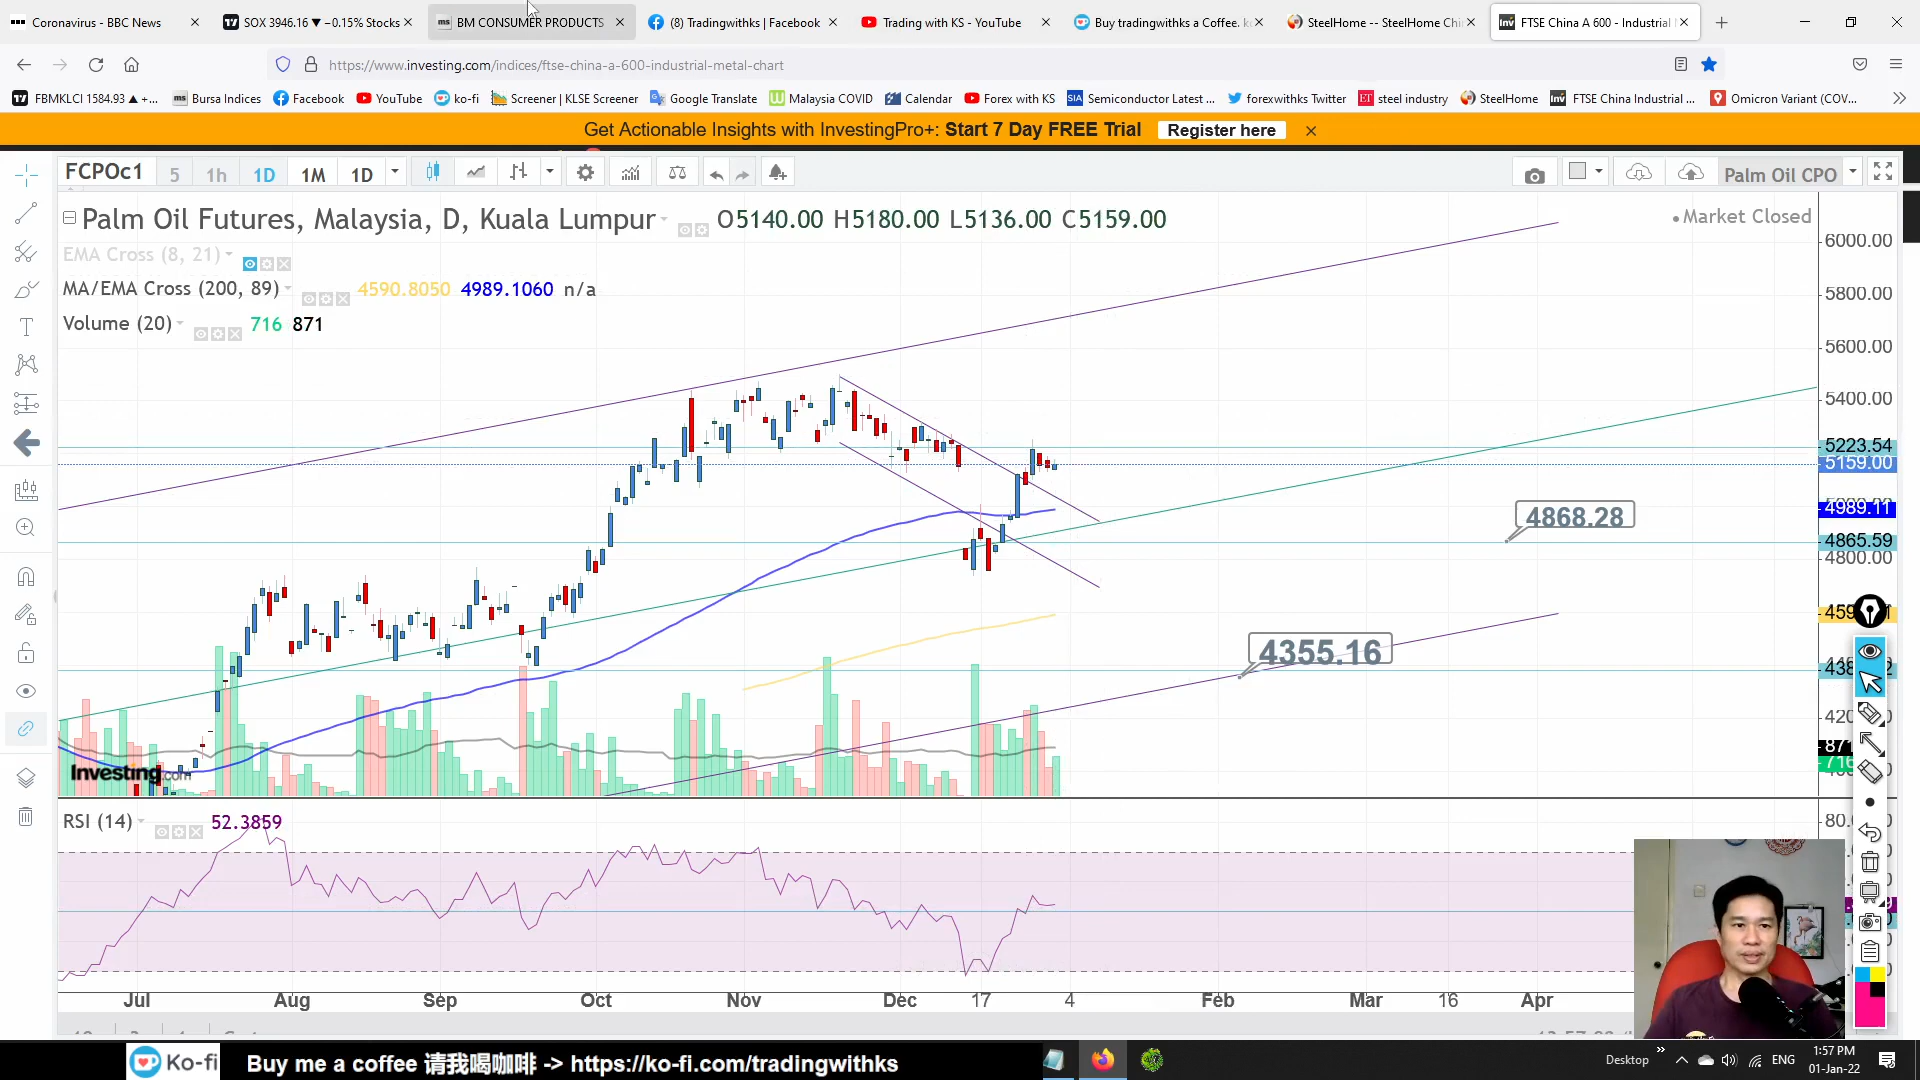 Coronavirus - BBC News
SOX 3946.16 ▼ −0.15% Stocks
BM CONSUMER PRODUCTS
(8) Tradingwithks | Facebook
Trading with KS - YouTube
Buy tradingwithks a Coffee.
SteelHome -- SteelHome Chi
FTSE China A 600 - Industrial
https://www.investing.com/indices/ftse-china-a-600-industrial-metal-chart
FBMKLCI 1584.93 ▲ +...
Bursa Indices
Facebook
YouTube
ko-fi
Screener | KLSE Screener
Google Translate
Malaysia COVID
Calendar
Forex with KS
Semiconductor Latest ...
forexwithks Twitter
steel industry
SteelHome
FTSE China Industrial ...
Omicron Variant (COV...
Get Actionable Insights with InvestingPro+: Start 7 Day FREE Trial
Register here
FCPOc1 5 1h 1D 1M 1D
Palm Oil CPO
Palm Oil Futures, Malaysia, D, Kuala Lumpur O5140.00 H5180.00 L5136.00 C5159.00
Market Closed
EMA Cross (8, 21)
MA/EMA Cross (200, 89) 4590.8050 4989.1060 n/a
Volume (20) 716 871
6000.00
5800.00
5600.00
5400.00
5223.54
5159.00
4989.11
4868.28
4865.59
4800.00
4355.16
871
716
Investing.com
RSI (14) 52.3859
Jul Aug Sep Oct Nov Dec 17 4 Feb Mar 16 Apr
Ko-fi
Buy me a coffee 请我喝咖啡 -> https://ko-fi.com/tradingwithks
Desktop
ENG
1:57 PM
01-Jan-22